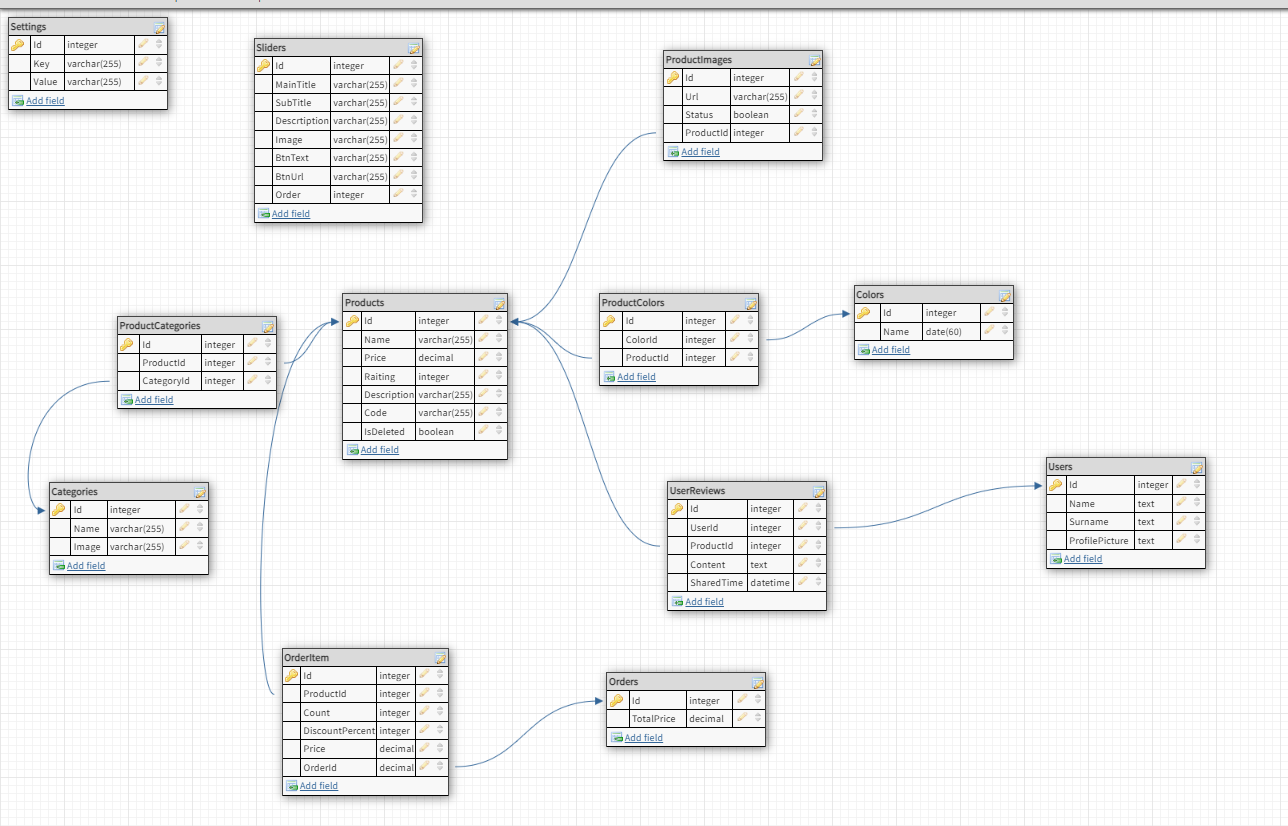 Settings
Id integer
Key varchar(255)
Value varchar(255)
Add field
Sliders
Id integer
MainTitle varchar(255)
SubTitle varchar(255)
Descrtiption varchar(255)
Image varchar(255)
BtnText varchar(255)
BtnUrl varchar(255)
Order integer
Add field
ProductImages
Id integer
Url varchar(255)
Status boolean
ProductId integer
Add field
ProductCategories
Id integer
ProductId integer
CategoryId integer
Add field
Products
Id integer
Name varchar(255)
Price decimal
Raiting integer
Description varchar(255)
Code varchar(255)
IsDeleted boolean
Add field
ProductColors
Id integer
ColorId integer
ProductId integer
Add field
Colors
Id integer
Name date(60)
Add field
Categories
Id integer
Name varchar(255)
Image varchar(255)
Add field
UserReviews
Id integer
UserId integer
ProductId integer
Content text
SharedTime datetime
Add field
Users
Id integer
Name text
Surname text
ProfilePicture text
Add field
OrderItem
Id integer
ProductId integer
Count integer
DiscountPercent integer
Price decimal
OrderId decimal
Add field
Orders
Id integer
TotalPrice decimal
Add field